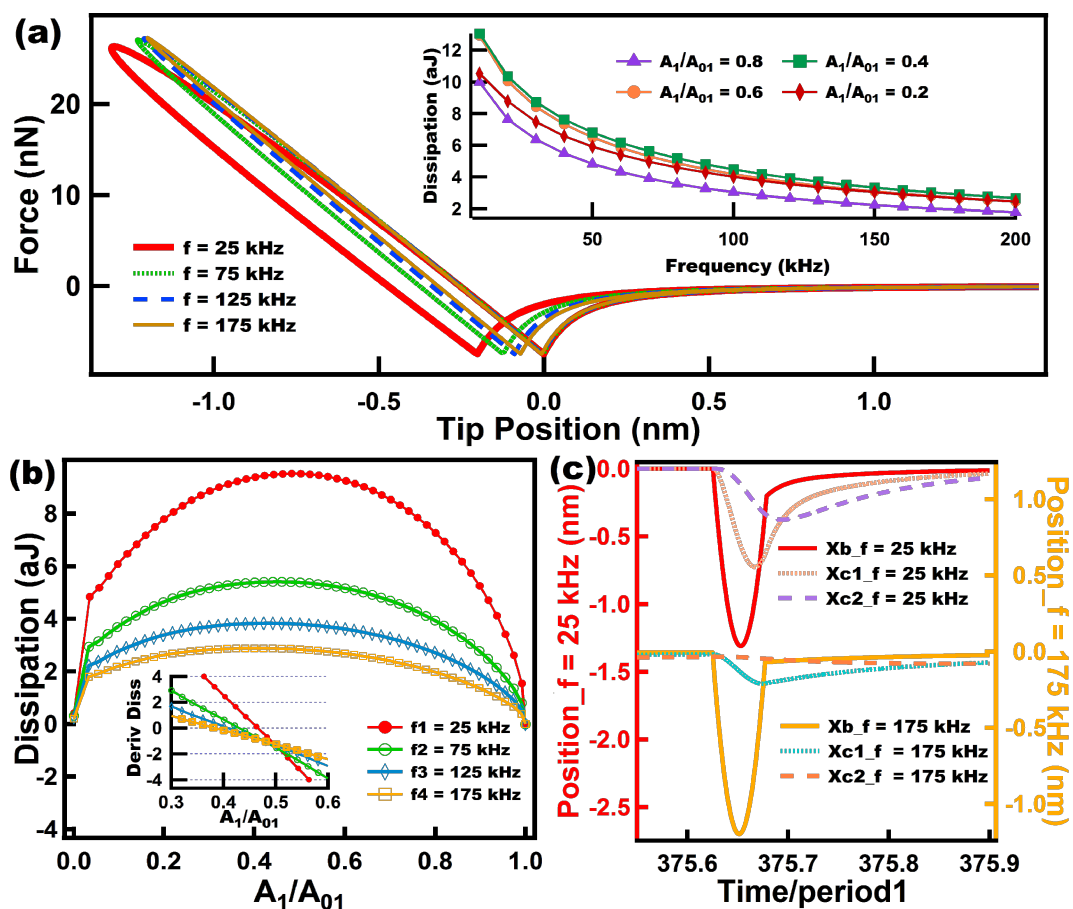 (a)
Force (nN)
20
10
0
f = 25 kHz
f = 75 kHz
f = 125 kHz
f = 175 kHz
-1.0
-0.5
0.0
0.5
1.0
Tip Position (nm)
Dissipation (aJ)
12
10
8
6
4
2
A1/A01 = 0.8
A1/A01 = 0.4
A1/A01 = 0.6
A1/A01 = 0.2
50
100
150
200
Frequency (kHz)
(b)
Dissipation (aJ)
8
6
4
2
0
-2
-4
Deriv Diss
4
2
0
-2
-4
0.3
0.4
0.5
0.6
A1/A01
f1 = 25 kHz
f2 = 75 kHz
f3 = 125 kHz
f4 = 175 kHz
0.0
0.2
0.4
0.6
0.8
1.0
A1/A01
(c)
Position_f = 25 kHz (nm)
0.0
-0.5
-1.0
-1.5
-2.0
-2.5
Xb_f = 25 kHz
Xc1_f = 25 kHz
Xc2_f = 25 kHz
Xb_f = 175 kHz
Xc1_f = 175 kHz
Xc2_f = 175 kHz
1.0
0.5
0.0
-0.5
-1.0
Position_f = 175 kHz (nm)
375.6
375.7
375.8
375.9
Time/period1